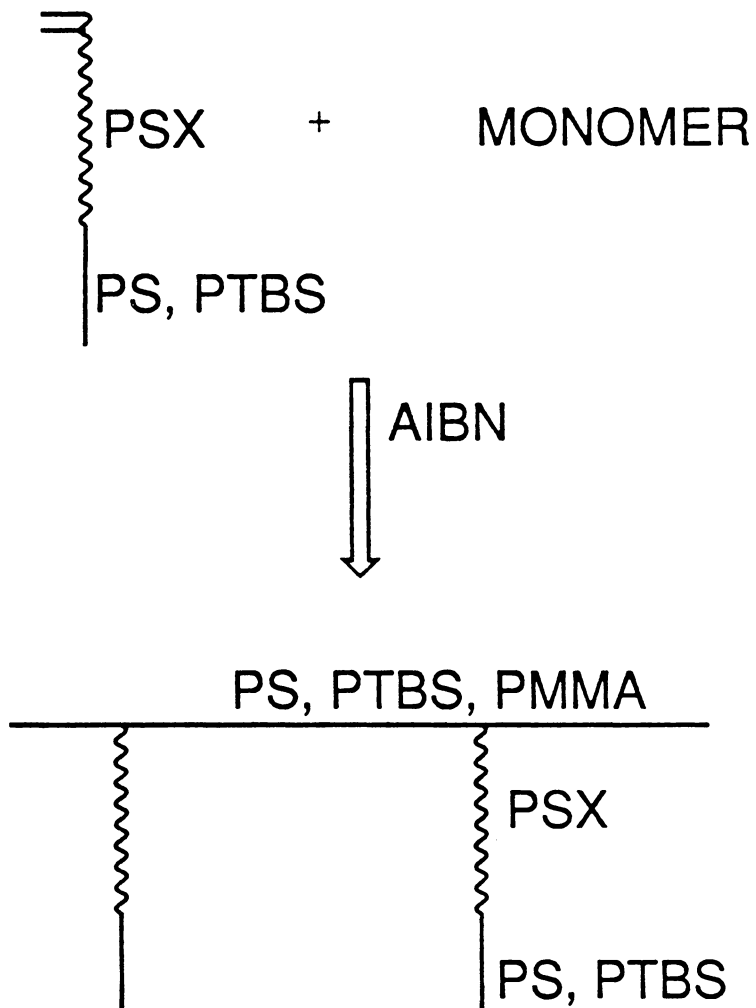 PSX + MONOMER
PS, PTBS
AIBN
PS, PTBS, PMMA
PSX
PS, PTBS